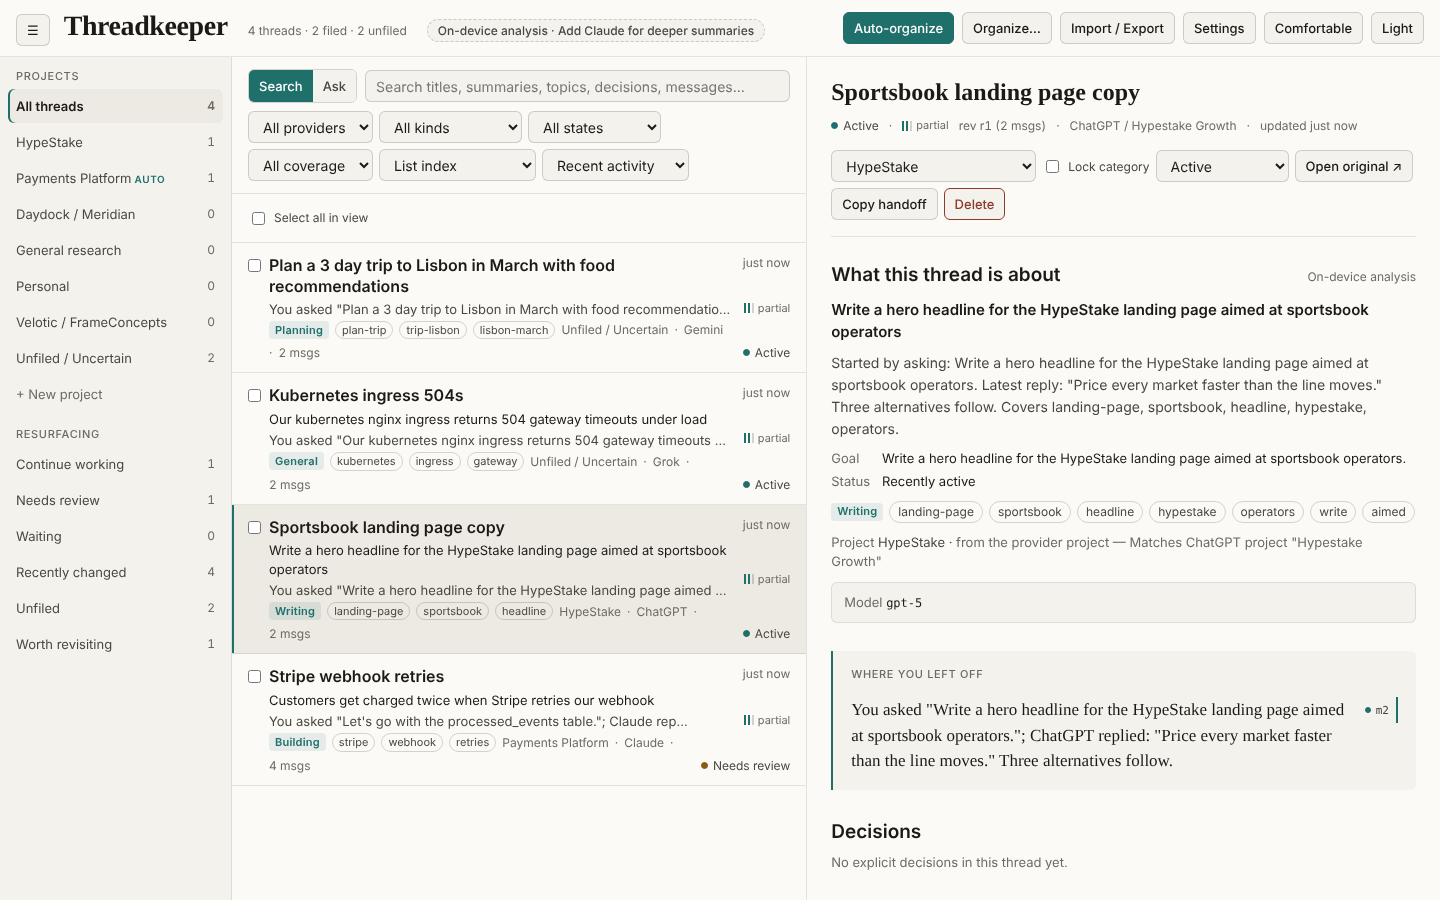 ☰ Threadkeeper 4 threads · 2 filed · 2 unfiled On-device analysis · Add Claude for deeper summaries Auto-organize Organize... Import / Export Settings Comfortable Light
PROJECTS
All threads 4
HypeStake 1
Payments Platform AUTO 1
Daydock / Meridian 0
General research 0
Personal 0
Velotic / FrameConcepts 0
Unfiled / Uncertain 2
+ New project
RESURFACING
Continue working 1
Needs review 1
Waiting 0
Recently changed 4
Unfiled 2
Worth revisiting 1
Search Ask Search titles, summaries, topics, decisions, messages...
All providers All kinds All states
All coverage List index Recent activity
Select all in view
Plan a 3 day trip to Lisbon in March with food just now
recommendations
You asked "Plan a 3 day trip to Lisbon in March with food recommendatio... partial
Planning plan-trip trip-lisbon lisbon-march Unfiled / Uncertain · Gemini
· 2 msgs Active
Kubernetes ingress 504s just now
Our kubernetes nginx ingress returns 504 gateway timeouts under load
You asked "Our kubernetes nginx ingress returns 504 gateway timeouts ... partial
General kubernetes ingress gateway Unfiled / Uncertain · Grok ·
2 msgs Active
Sportsbook landing page copy just now
Write a hero headline for the HypeStake landing page aimed at sportsbook
operators
You asked "Write a hero headline for the HypeStake landing page aimed ... partial
Writing landing-page sportsbook headline HypeStake · ChatGPT ·
2 msgs Active
Stripe webhook retries just now
Customers get charged twice when Stripe retries our webhook
You asked "Let's go with the processed_events table."; Claude rep... partial
Building stripe webhook retries Payments Platform · Claude ·
4 msgs Needs review
Sportsbook landing page copy
Active · partial rev r1 (2 msgs) · ChatGPT / Hypestake Growth · updated just now
HypeStake Lock category Active Open original ↗
Copy handoff Delete
What this thread is about On-device analysis
Write a hero headline for the HypeStake landing page aimed at sportsbook
operators
Started by asking: Write a hero headline for the HypeStake landing page aimed at
sportsbook operators. Latest reply: "Price every market faster than the line moves."
Three alternatives follow. Covers landing-page, sportsbook, headline, hypestake,
operators.
Goal Write a hero headline for the HypeStake landing page aimed at sportsbook operators.
Status Recently active
Writing landing-page sportsbook headline hypestake operators write aimed
Project HypeStake · from the provider project — Matches ChatGPT project "Hypestake
Growth"
Model gpt-5
WHERE YOU LEFT OFF
You asked "Write a hero headline for the HypeStake landing page aimed m2
at sportsbook operators."; ChatGPT replied: "Price every market faster
than the line moves." Three alternatives follow.
Decisions
No explicit decisions in this thread yet.